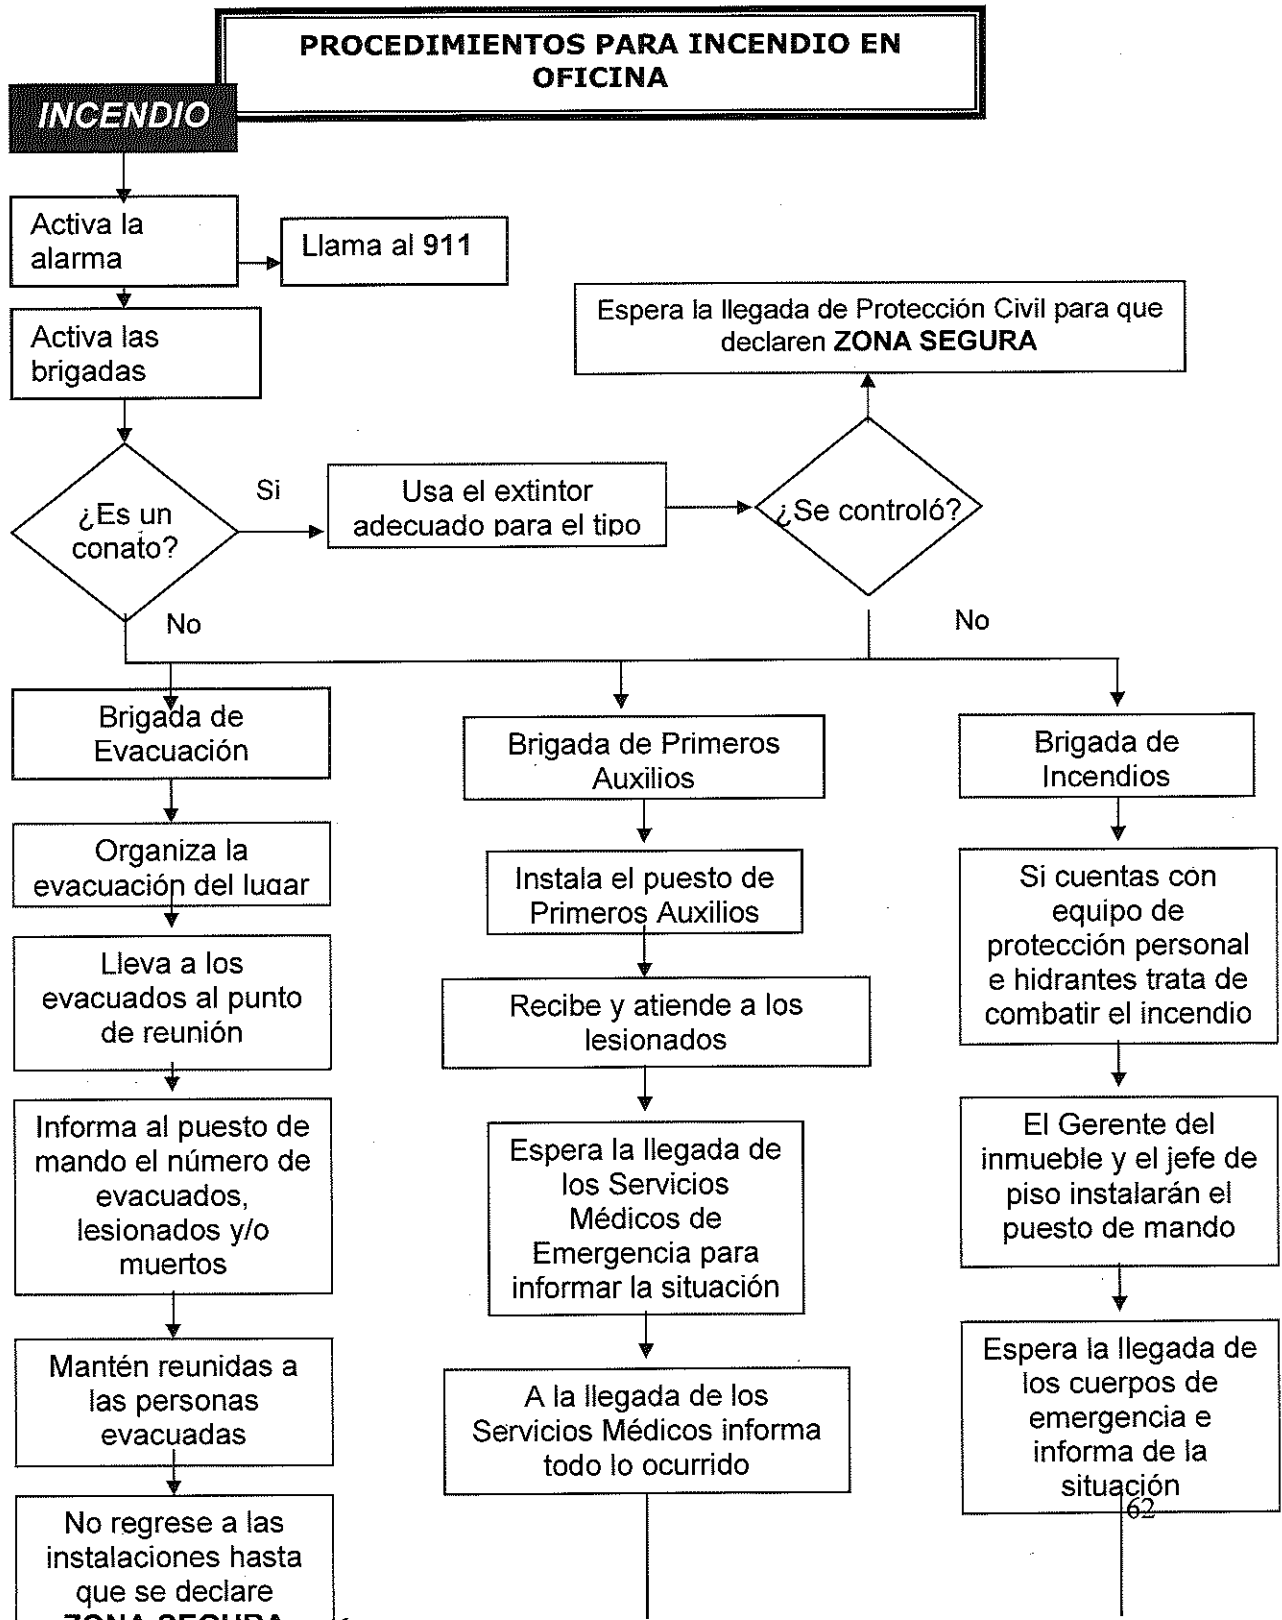 PROCEDIMIENTOS PARA INCENDIO EN
OFICINA
INCENDIO
Activa la
alarma
Llama al 911
Activa las
brigadas
Espera la llegada de Protección Civil para que
declaren ZONA SEGURA
¿Es un
conato?
Si
Usa el extintor
adecuado para el tipo
¿Se controló?
No
No
Brigada de
Evacuación
Organiza la
evacuación del lugar
Lleva a los
evacuados al punto
de reunión
Informa al puesto de
mando el número de
evacuados,
lesionados y/o
muertos
Mantén reunidas a
las personas
evacuadas
No regrese a las
instalaciones hasta
que se declare
ZONA SEGURA
Brigada de Primeros
Auxilios
Instala el puesto de
Primeros Auxilios
Recibe y atiende a los
lesionados
Espera la llegada de
los Servicios
Médicos de
Emergencia para
informar la situación
A la llegada de los
Servicios Médicos informa
todo lo ocurrido
Brigada de
Incendios
Si cuentas con
equipo de
protección personal
e hidrantes trata de
combatir el incendio
El Gerente del
inmueble y el jefe de
piso instalarán el
puesto de mando
Espera la llegada de
los cuerpos de
emergencia e
informa de la
situación
62